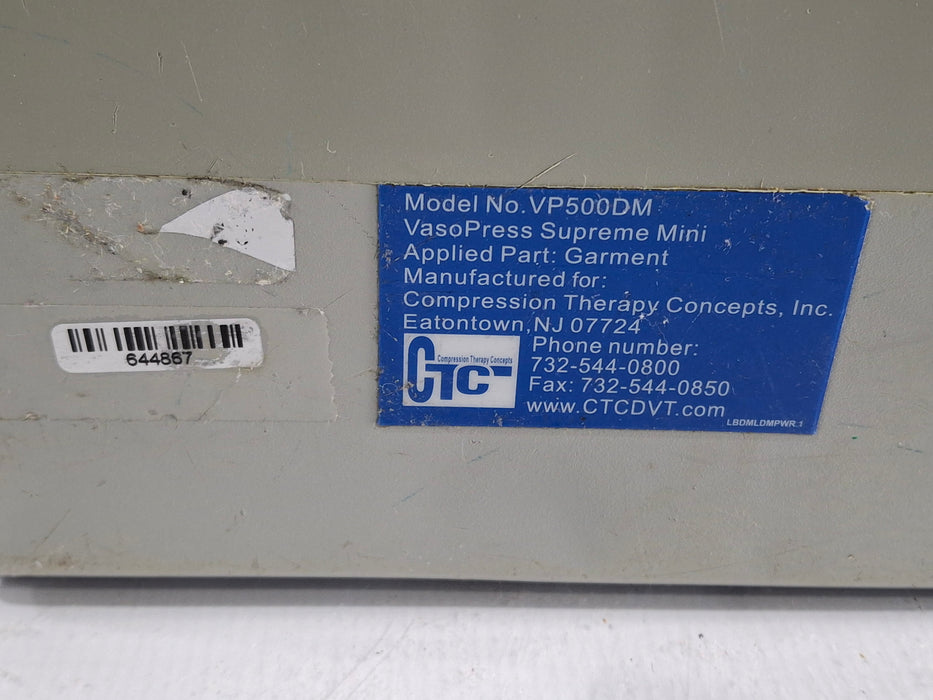 Model No.VP500DM
VasoPress Supreme Mini
Applied Part: Garment
Manufactured for:
Compression Therapy Concepts, Inc.
Eatontown,NJ 07724
CTC
Compression Therapy Concepts
Phone number:
732-544-0800
Fax: 732-544-0850
www.CTCDVT.com
LBDMLDMPWR.1
644867